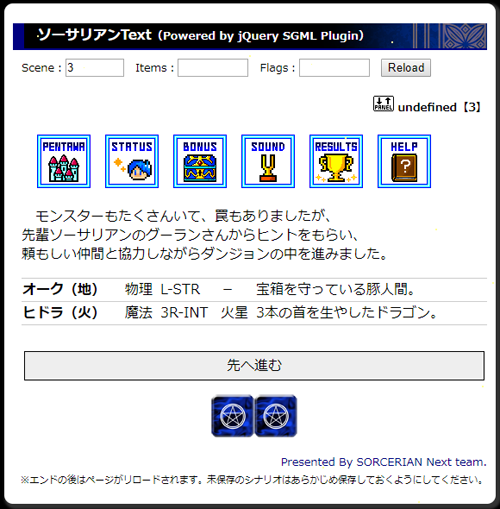 ソーサリアンText（Powered by jQuery SGML Plugin）
Scene : 3 Items : Flags : Reload
PANEL undefined【3】
PENTAWA STATUS BONUS SOUND RESULTS HELP
モンスターもたくさんいて、罠もありましたが、
先輩ソーサリアンのグーランさんからヒントをもらい、
頼もしい仲間と協力しながらダンジョンの中を進みました。
オーク（地） 物理 L-STR － 宝箱を守っている豚人間。
ヒドラ（火） 魔法 3R-INT 火星 3本の首を生やしたドラゴン。
先へ進む
Presented By SORCERIAN Next team.
※エンドの後はページがリロードされます。未保存のシナリオはあらかじめ保存しておくようにしてください。